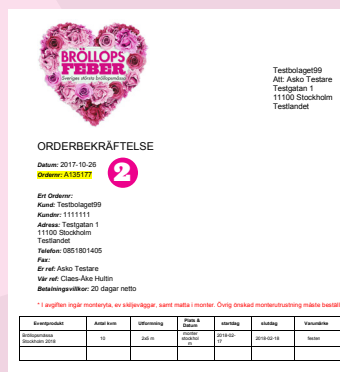 BRÖLLOPS
FEBER
Sveriges största bröllopsmässa
Testbolaget99
Att: Asko Testare
Testgatan 1
11100 Stockholm
Testlandet
ORDERBEKRÄFTELSE
Datum: 2017-10-26
Ordernr: A135177
2
Ert Ordernr:
Kund: Testbolaget99
Kundnr: 1111111
Adress: Testgatan 1
11100 Stockholm
Testlandet
Telefon: 0851801405
Fax:
Er ref: Asko Testare
Vår ref: Claes-Åke Hultin
Betalningsvillkor: 20 dagar netto
* I avgiften ingår monteryta, ev skiljeväggar, samt matta i monter. Övrig önskad monterutrustning måste beställ
Eventprodukt Antal kvm Utformning Plats & Datum startdag slutdag Varumärke
Bröllopsmässa Stockholm 2018 10 2x5 m monter stockholm 2018-02-17 2018-02-18 festen